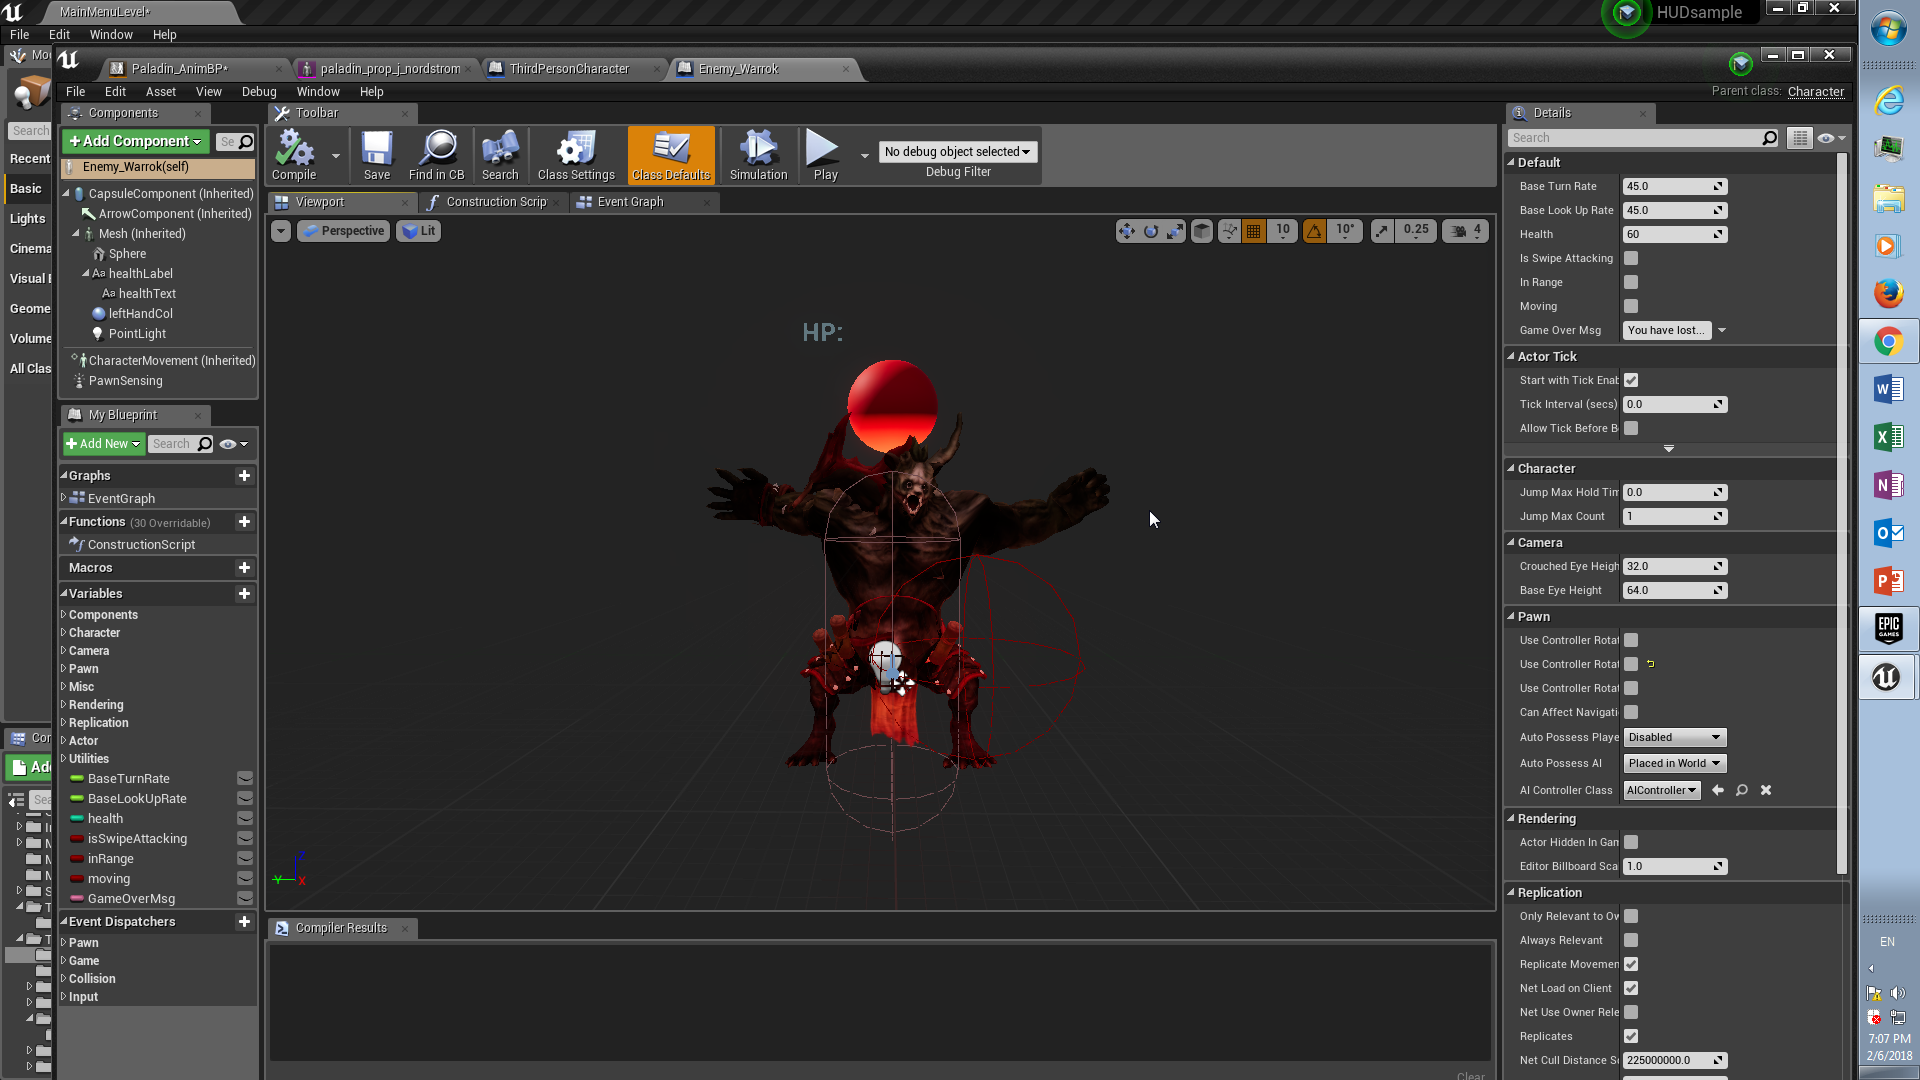 MainMenuLevel*
HUDsample
File Edit Window Help
Paladin_AnimBP*
paladin_prop_j_nordstrom
ThirdPersonCharacter
Enemy_Warrok
File Edit Asset View Debug Window Help
Parent class: Character
Search
Recent
Basic
Lights
Cinema
Visual
Geome
Volume
All Clas
Components
+Add Component
Se
Enemy_Warrok(self)
CapsuleComponent (Inherited)
ArrowComponent (Inherited)
Mesh (Inherited)
Sphere
Aa healthLabel
Aa healthText
leftHandCol
PointLight
CharacterMovement (Inherited)
PawnSensing
My Blueprint
+Add New
Search
Graphs
EventGraph
Functions (30 Overridable)
ConstructionScript
Macros
Variables
Components
Character
Camera
Pawn
Misc
Rendering
Replication
Actor
Utilities
BaseTurnRate
BaseLookUpRate
health
isSwipeAttacking
inRange
moving
GameOverMsg
Event Dispatchers
Pawn
Game
Collision
Input
Toolbar
Compile
Save
Find in CB
Search
Class Settings
Class Defaults
Simulation
Play
No debug object selected
Debug Filter
Viewport
Construction Scrip
Event Graph
Perspective
Lit
10
10°
0.25
4
HP:
Y
X
Compiler Results
Clear
Details
Search
Default
Base Turn Rate 45.0
Base Look Up Rate 45.0
Health 60
Is Swipe Attacking
In Range
Moving
Game Over Msg You have lost...
Actor Tick
Start with Tick Enab
Tick Interval (secs) 0.0
Allow Tick Before B
Character
Jump Max Hold Tim 0.0
Jump Max Count 1
Camera
Crouched Eye Heigh 32.0
Base Eye Height 64.0
Pawn
Use Controller Rotat
Use Controller Rotat
Use Controller Rotat
Can Affect Navigati
Auto Possess Playe Disabled
Auto Possess AI Placed in World
AI Controller Class AIController
Rendering
Actor Hidden In Gam
Editor Billboard Sca 1.0
Replication
Only Relevant to Ow
Always Relevant
Replicate Movemen
Net Load on Client
Net Use Owner Rele
Replicates
Net Cull Distance S 225000000.0
EPIC
GAMES
EN
7:07 PM
2/6/2018